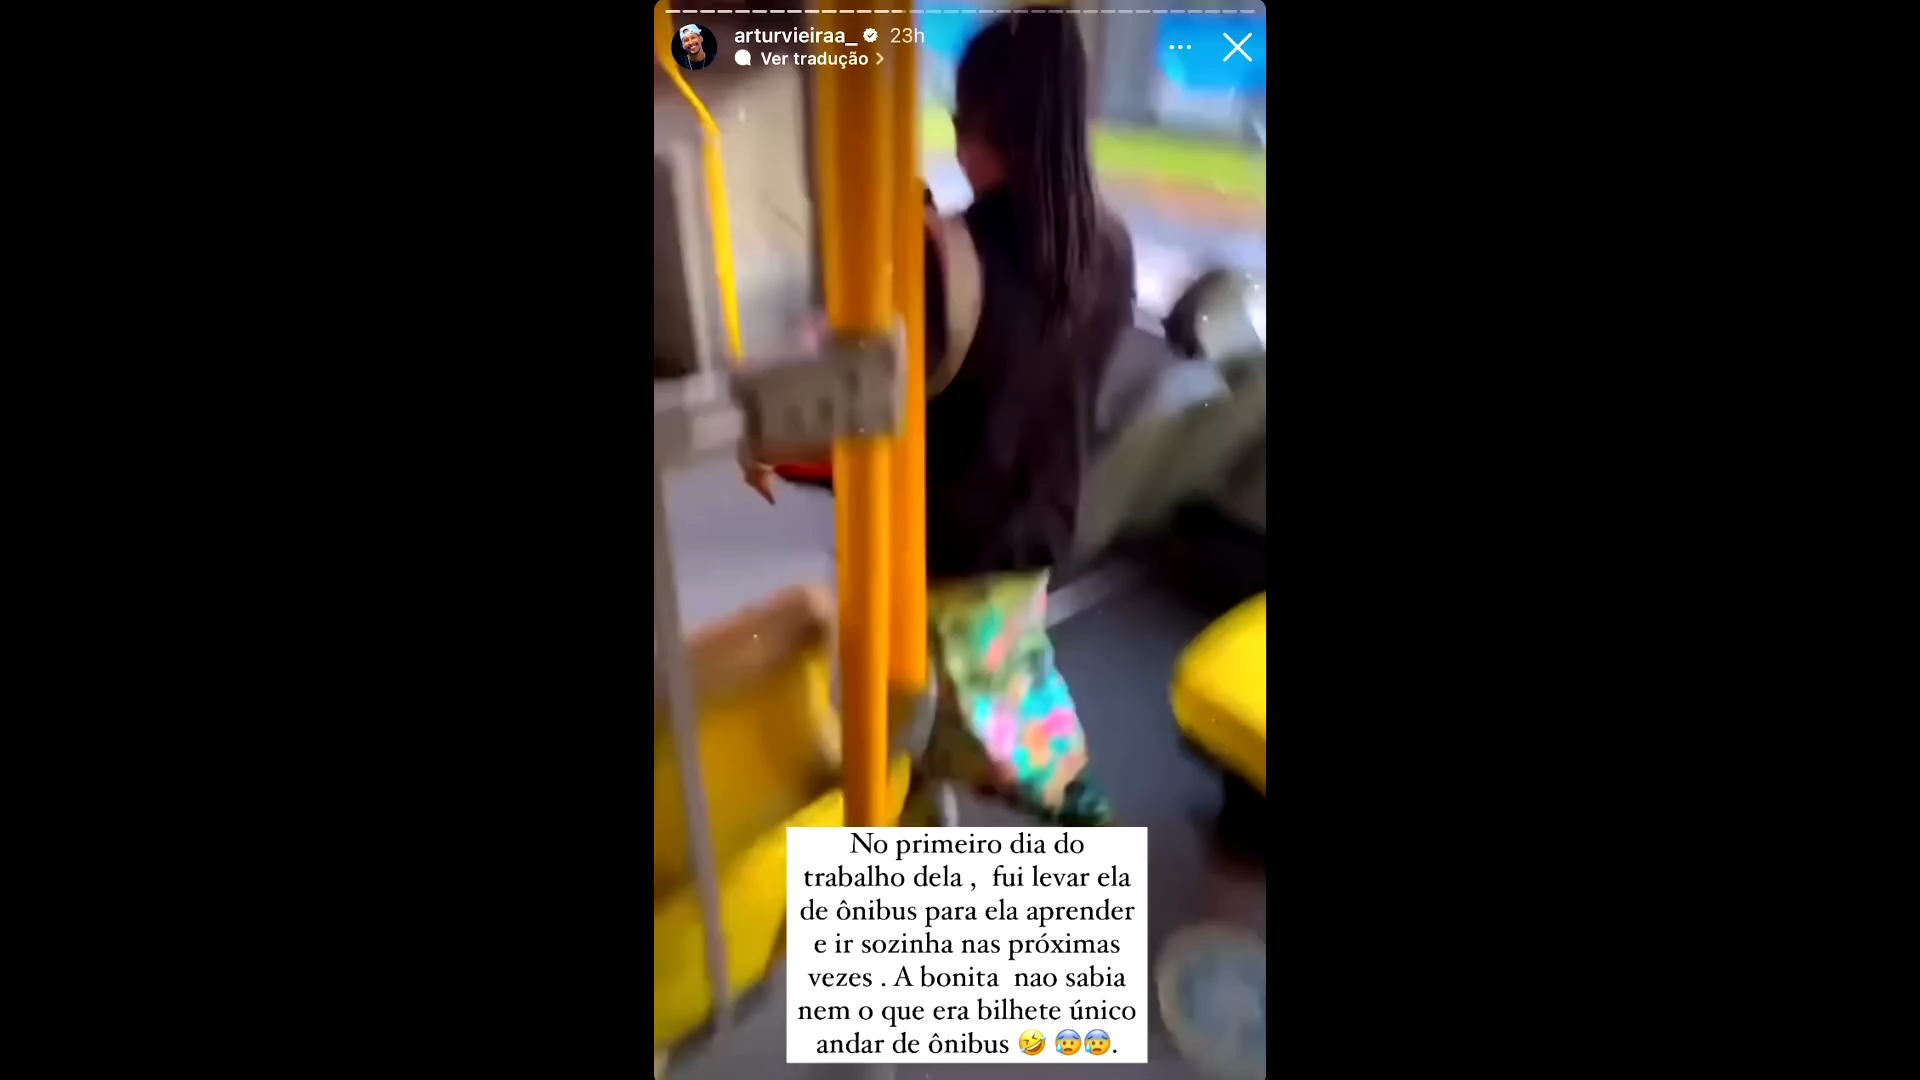 arturvieiraa_ 23h
Ver tradução
No primeiro dia do
trabalho dela , fui levar ela
de ônibus para ela aprender
e ir sozinha nas próximas
vezes . A bonita nao sabia
nem o que era bilhete único
andar de ônibus 🤣 😰😰.